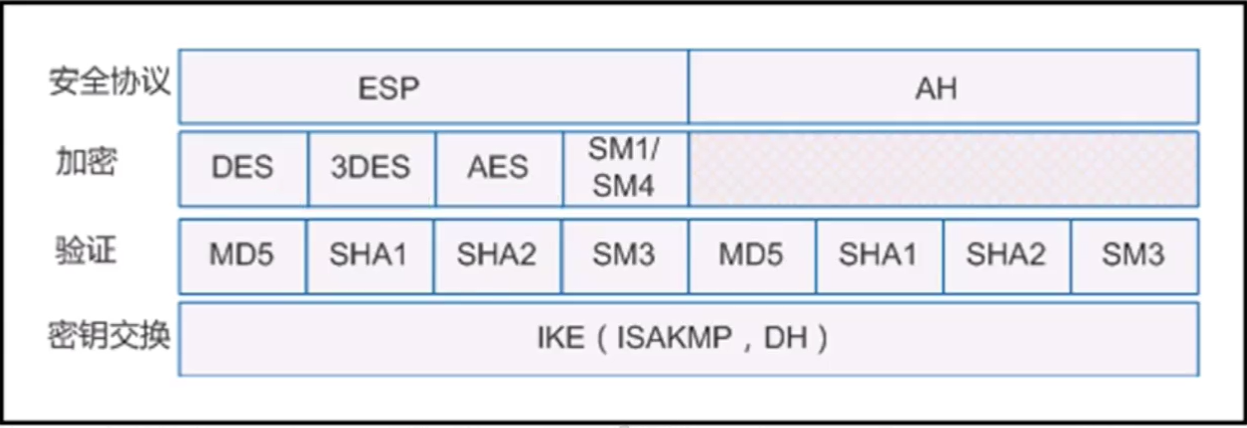 安全协议 ESP AH
加密 DES 3DES AES SM1/
SM4
验证 MD5 SHA1 SHA2 SM3 MD5 SHA1 SHA2 SM3
密钥交换 IKE（ISAKMP，DH）